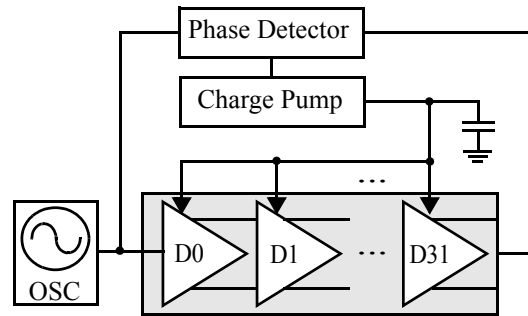 Phase Detector
Charge Pump
...
D0
D1
...
D31
OSC